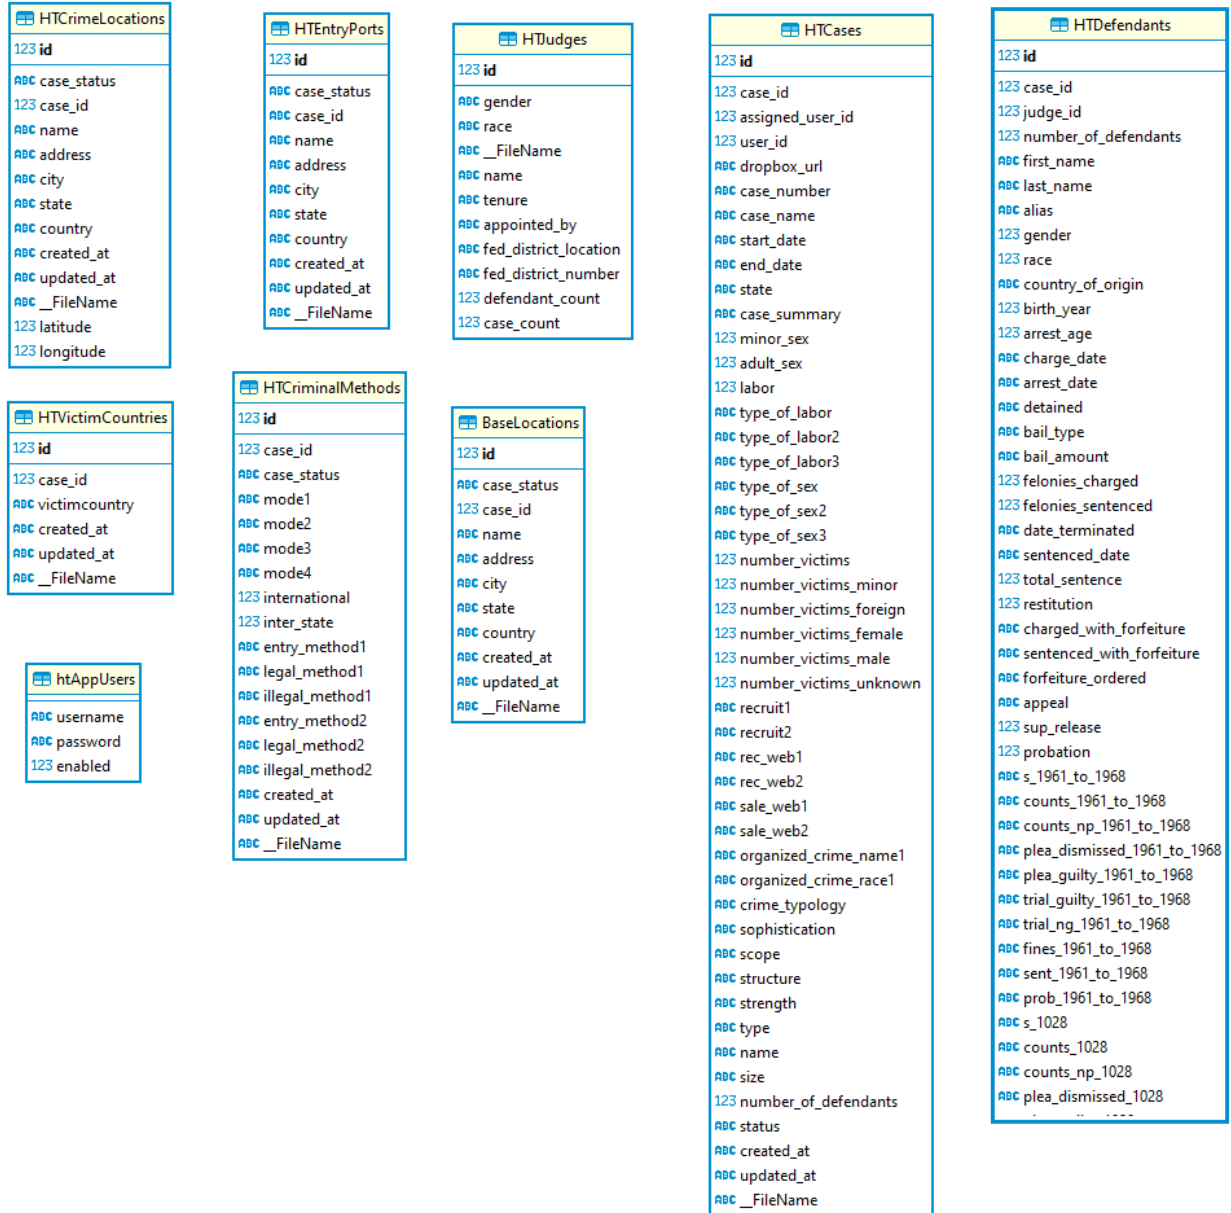 HTCrimeLocations
123 id
ABC case_status
123 case_id
ABC name
ABC address
ABC city
ABC state
ABC country
ABC created_at
ABC updated_at
ABC __FileName
123 latitude
123 longitude
HTEntryPorts
123 id
ABC case_status
ABC case_id
ABC name
ABC address
ABC city
ABC state
ABC country
ABC created_at
ABC updated_at
ABC __FileName
HTJudges
123 id
ABC gender
ABC race
ABC __FileName
ABC name
ABC tenure
ABC appointed_by
ABC fed_district_location
ABC fed_district_number
123 defendant_count
123 case_count
HTCases
123 id
123 case_id
123 assigned_user_id
123 user_id
ABC dropbox_url
ABC case_number
ABC case_name
ABC start_date
ABC end_date
ABC state
ABC case_summary
123 minor_sex
123 adult_sex
123 labor
ABC type_of_labor
ABC type_of_labor2
ABC type_of_labor3
ABC type_of_sex
ABC type_of_sex2
ABC type_of_sex3
123 number_victims
123 number_victims_minor
123 number_victims_foreign
123 number_victims_female
123 number_victims_male
123 number_victims_unknown
ABC recruit1
ABC recruit2
ABC rec_web1
ABC rec_web2
ABC sale_web1
ABC sale_web2
ABC organized_crime_name1
ABC organized_crime_race1
ABC crime_typology
ABC sophistication
ABC scope
ABC structure
ABC strength
ABC type
ABC name
ABC size
123 number_of_defendants
ABC status
ABC created_at
ABC updated_at
ABC __FileName
HTDefendants
123 id
123 case_id
123 judge_id
123 number_of_defendants
ABC first_name
ABC last_name
ABC alias
123 gender
123 race
ABC country_of_origin
123 birth_year
123 arrest_age
ABC charge_date
ABC arrest_date
ABC detained
ABC bail_type
ABC bail_amount
123 felonies_charged
123 felonies_sentenced
ABC date_terminated
ABC sentenced_date
123 total_sentence
123 restitution
ABC charged_with_forfeiture
ABC sentenced_with_forfeiture
ABC forfeiture_ordered
ABC appeal
123 sup_release
123 probation
ABC s_1961_to_1968
ABC counts_1961_to_1968
ABC counts_np_1961_to_1968
ABC plea_dismissed_1961_to_1968
ABC plea_guilty_1961_to_1968
ABC trial_guilty_1961_to_1968
ABC trial_ng_1961_to_1968
ABC fines_1961_to_1968
ABC sent_1961_to_1968
ABC prob_1961_to_1968
ABC s_1028
ABC counts_1028
ABC counts_np_1028
ABC plea_dismissed_1028
HTVictimCountries
123 id
123 case_id
ABC victimcountry
ABC created_at
ABC updated_at
ABC __FileName
HTCriminalMethods
123 id
123 case_id
ABC case_status
ABC mode1
ABC mode2
ABC mode3
ABC mode4
123 international
123 inter_state
ABC entry_method1
ABC legal_method1
ABC illegal_method1
ABC entry_method2
ABC legal_method2
ABC illegal_method2
ABC created_at
ABC updated_at
ABC __FileName
BaseLocations
123 id
ABC case_status
123 case_id
ABC name
ABC address
ABC city
ABC state
ABC country
ABC created_at
ABC updated_at
ABC __FileName
htAppUsers
ABC username
ABC password
123 enabled